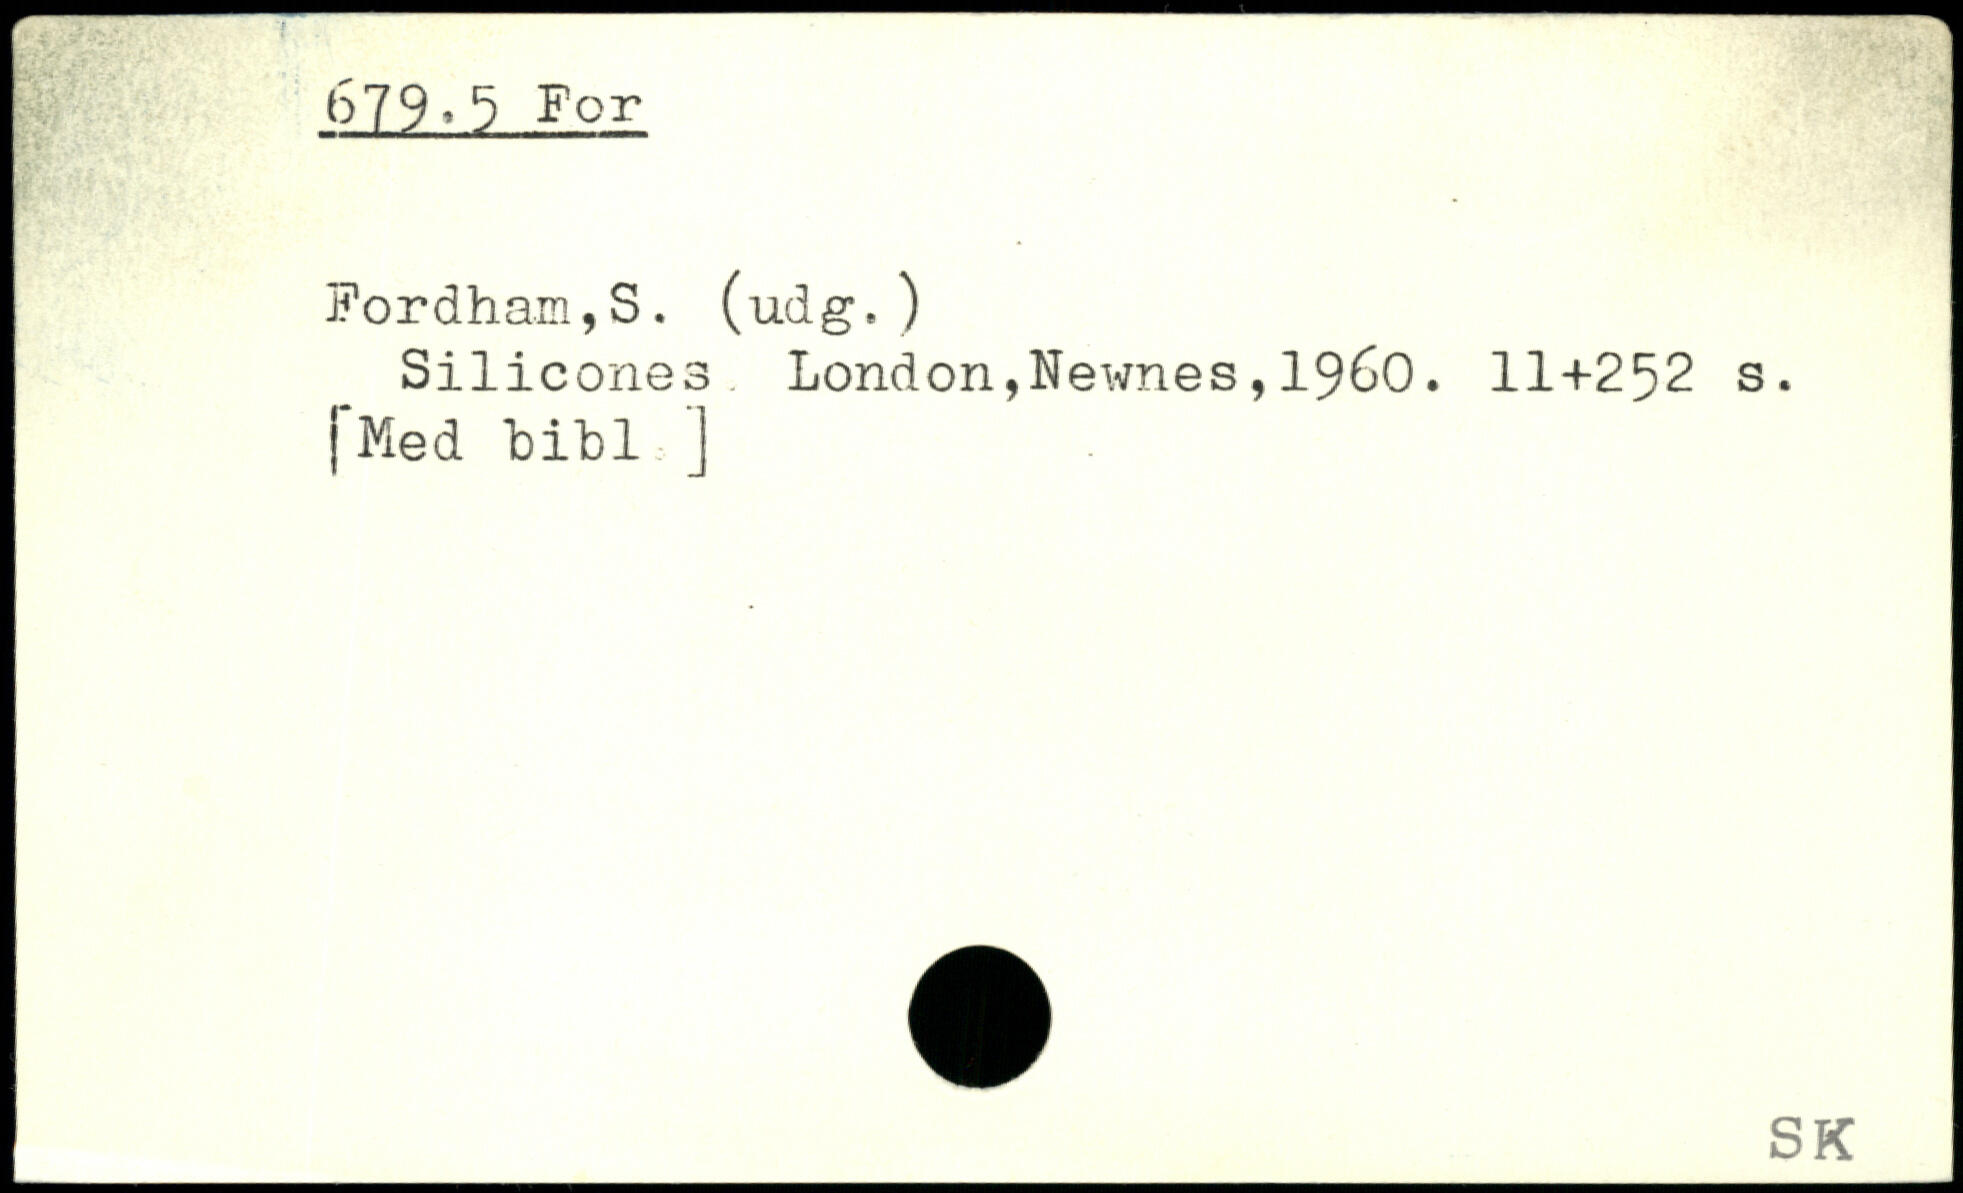 679.5 For
Fordham,S. (udg.)
Silicones. London,Newnes,1960. 11+252 s.
[Med bibl.]
SK